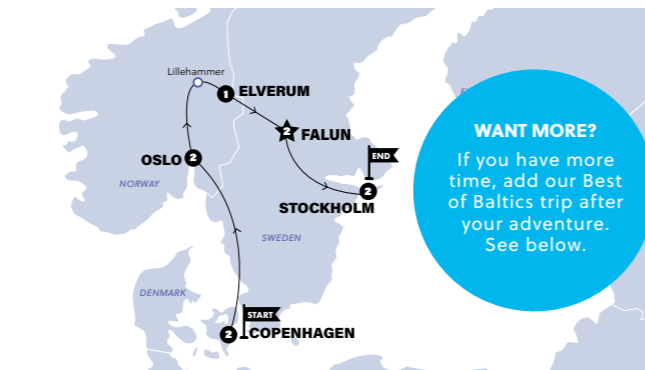 Lillehammer
1 ELVERUM
2 FALUN
OSLO 2
NORWAY
END
2
STOCKHOLM
SWEDEN
DENMARK
START
2 COPENHAGEN
WANT MORE?
If you have more
time, add our Best
of Baltics trip after
your adventure.
See below.